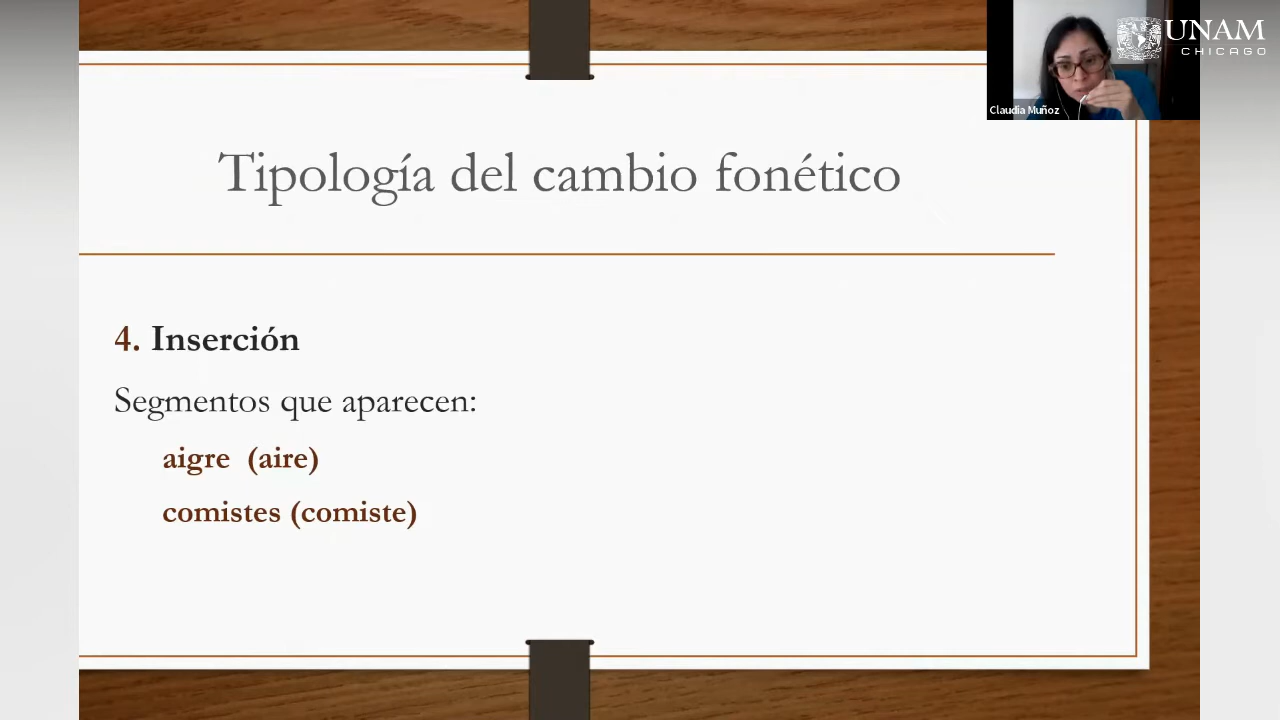 UNAM
CHICAGO
Claudia Muñoz
Tipología del cambio fonético
4. Inserción
Segmentos que aparecen:
aigre (aire)
comistes (comiste)